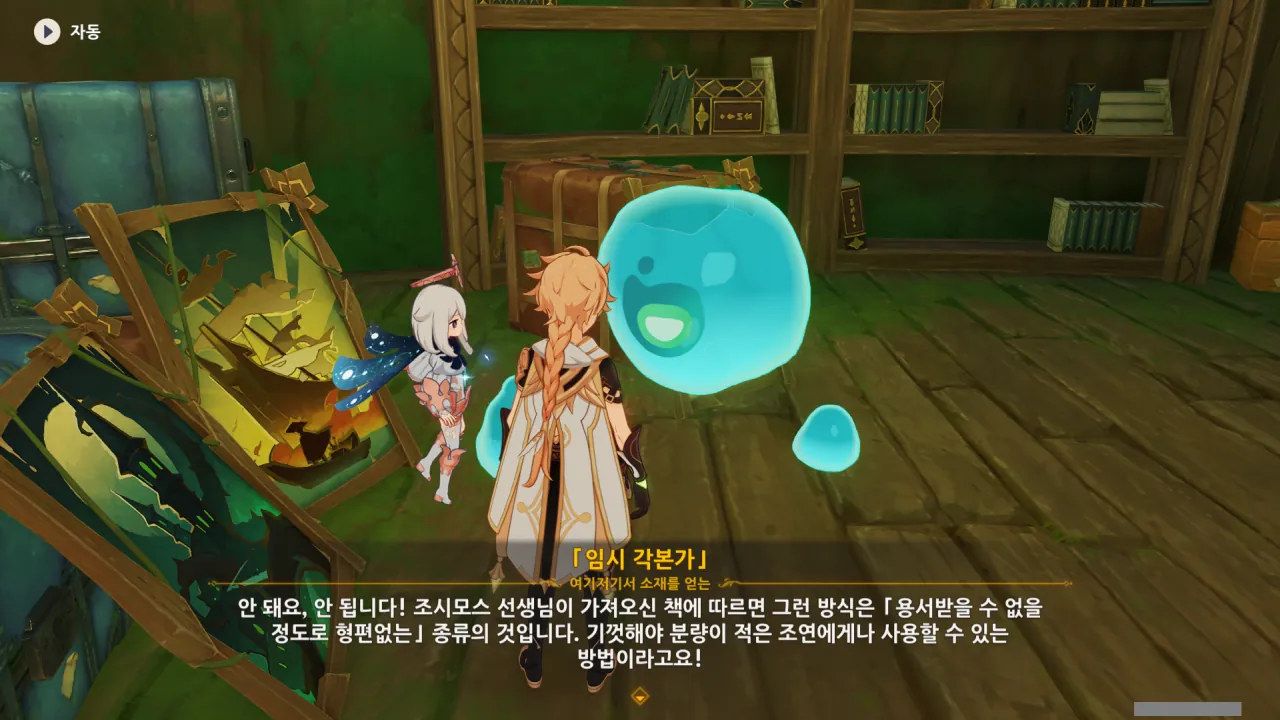 자동
「임시 각본가」
여기저기서 소재를 얻는
안 돼요, 안 됩니다! 조시모스 선생님이 가져오신 책에 따르면 그런 방식은 「용서받을 수 없을
정도로 형편없는」 종류의 것입니다. 기껏해야 분량이 적은 조연에게나 사용할 수 있는
방법이라고요!